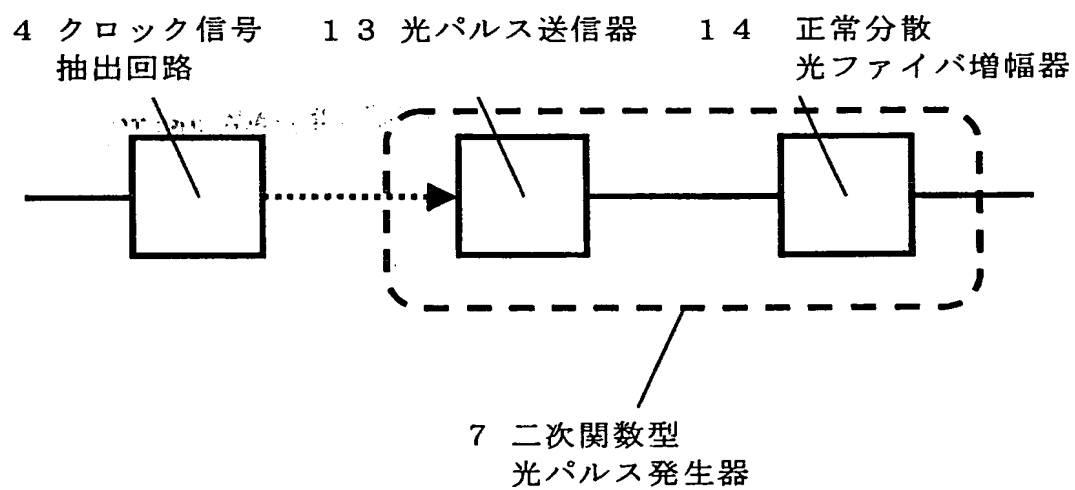 4 クロック信号
抽出回路
13 光パルス送信器
14 正常分散
光ファイバ増幅器
7 二次関数型
光パルス発生器